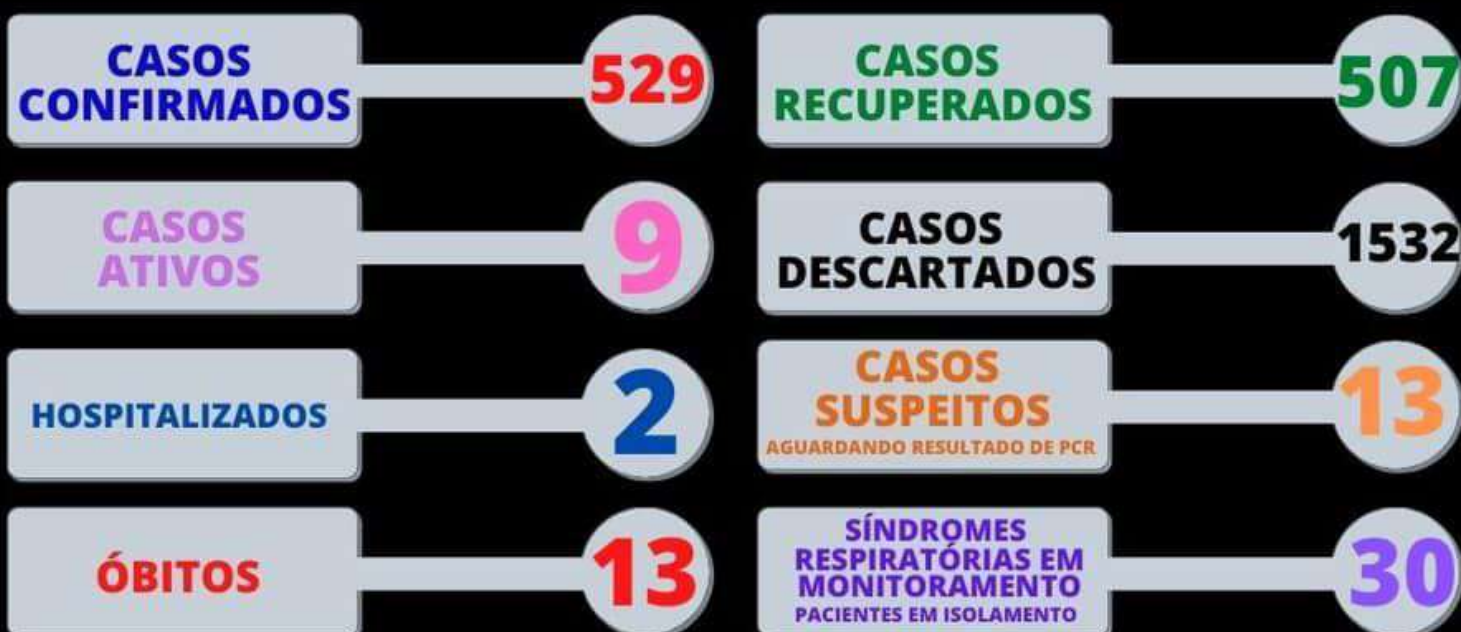 CASOS
CONFIRMADOS
529
CASOS
RECUPERADOS
507
CASOS
ATIVOS
9
CASOS
DESCARTADOS
1532
HOSPITALIZADOS
2
CASOS
SUSPEITOS
AGUARDANDO RESULTADO DE PCR
13
ÓBITOS
13
SÍNDROMES
RESPIRATÓRIAS EM
MONITORAMENTO
PACIENTES EM ISOLAMENTO
30